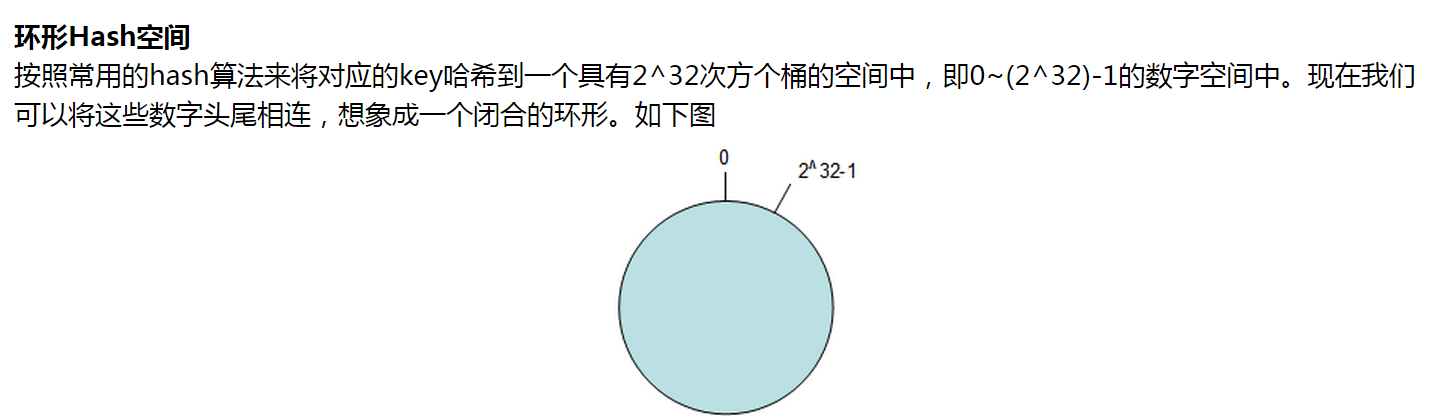 环形Hash空间
按照常用的hash算法来将对应的key哈希到一个具有2^32次方个桶的空间中，即0~(2^32)-1的数字空间中。现在我们
可以将这些数字头尾相连，想象成一个闭合的环形。如下图
0
2^32-1